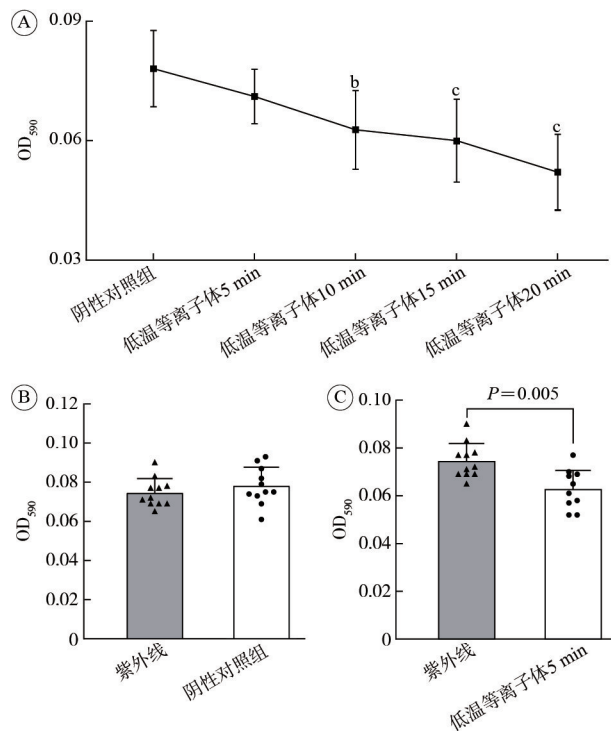 A
0.09
0.06
0.03
OD590
b
c
c
阴性对照组
低温等离子体5 min
低温等离子体10 min
低温等离子体15 min
低温等离子体20 min
B
0.12
0.10
0.08
0.06
0.04
0.02
0
OD590
紫外线
阴性对照组
C
P=0.005
0.10
0.08
0.06
0.04
0.02
0
OD590
紫外线
低温等离子体5 min